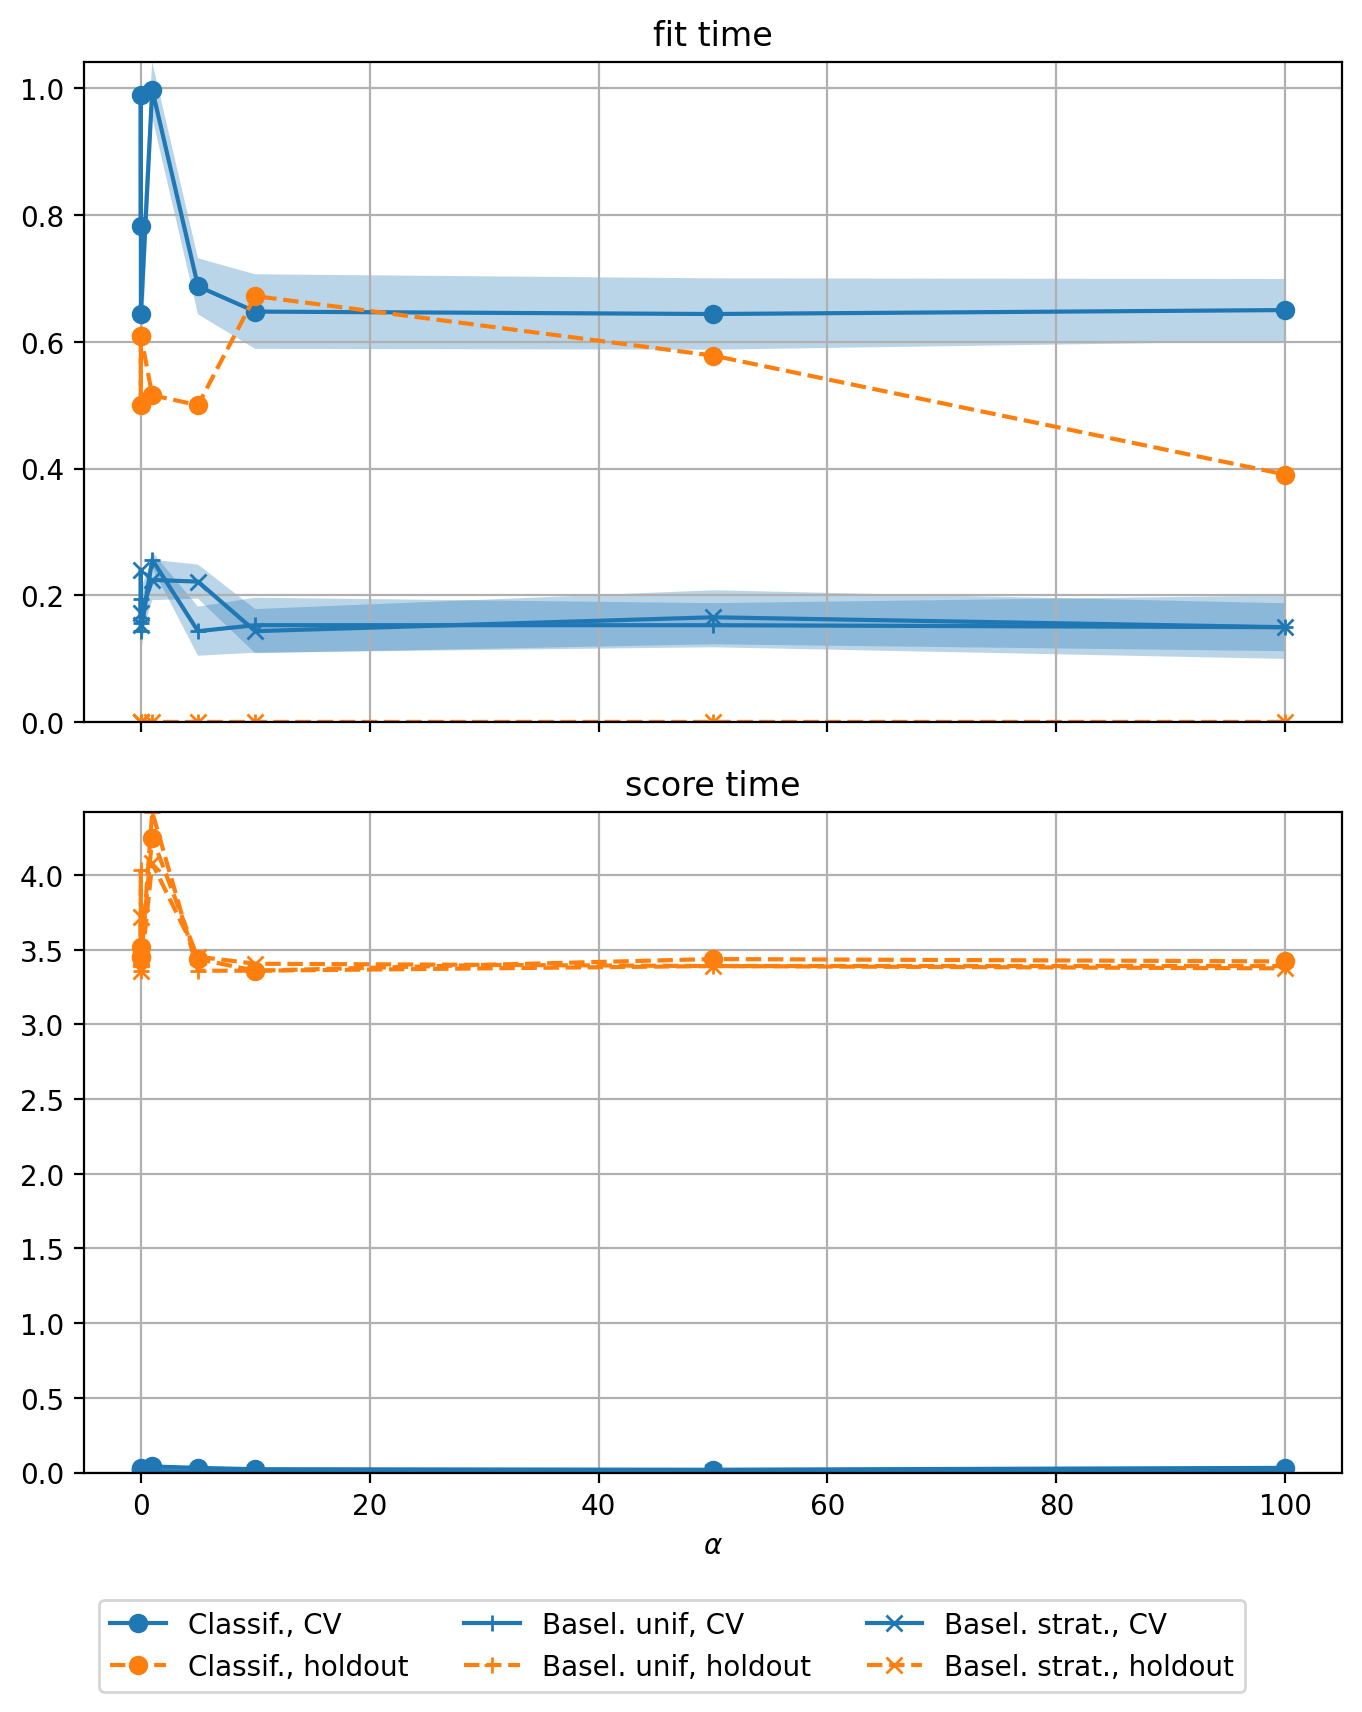 fit time
1.0
0.8
0.6
0.4
0.2
0.0
score time
4.0
3.5
3.0
2.5
2.0
1.5
1.0
0.5
0.0
0 20 40 60 80 100
α
Classif., CV Basel. unif, CV Basel. strat., CV
Classif., holdout Basel. unif, holdout Basel. strat., holdout